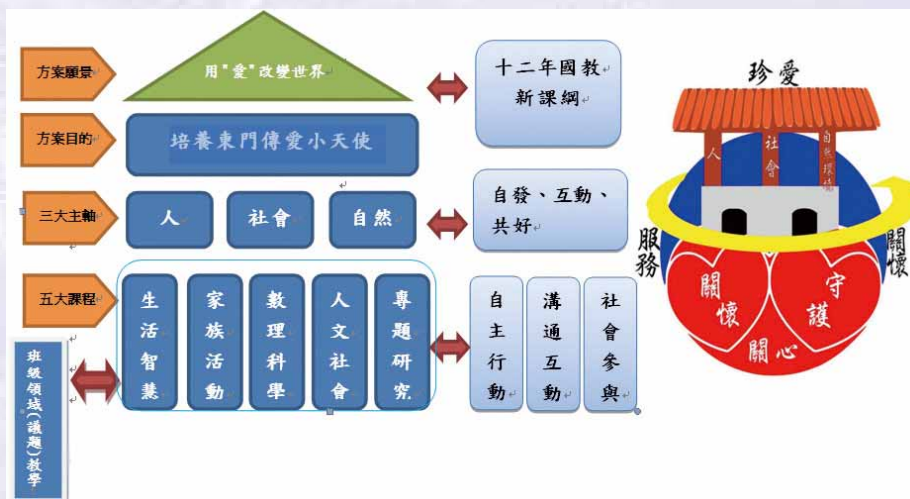 方案願景
用"愛"改變世界
十二年國教
新課綱
方案目的
培養東門傳愛小天使
三大主軸
人
社會
自然
自發、互動、
共好
五大課程
生活智慧
家族活動
數理科學
人文社會
專題研究
自主行動
溝通互動
社會參與
班級領域(議題)教學
珍愛
人
社會
自然環境
服務
關懷
關懷
守護
關心